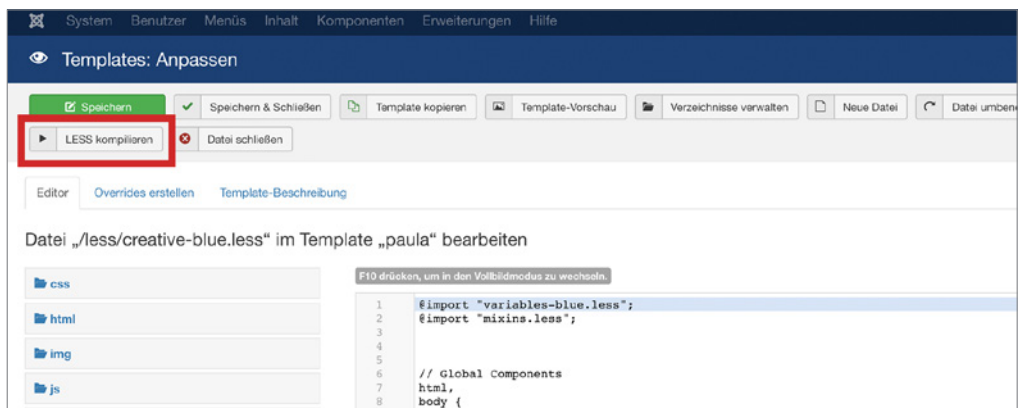 System Benutzer Menüs Inhalt Komponenten Erweiterungen Hilfe
Templates: Anpassen
Speichern Speichern & Schließen Template kopieren Template-Vorschau Verzeichnisse verwalten Neue Datei Datei umben
LESS kompilieren Datei schließen
Editor Overrides erstellen Template-Beschreibung
Datei „/less/creative-blue.less“ im Template „paula“ bearbeiten
css
F10 drücken, um in den Vollbildmodus zu wechseln.
1 @import "variables-blue.less";
html
2 @import "mixins.less";
3
4
img
5
6 // Global Components
7 html,
js
8 body {